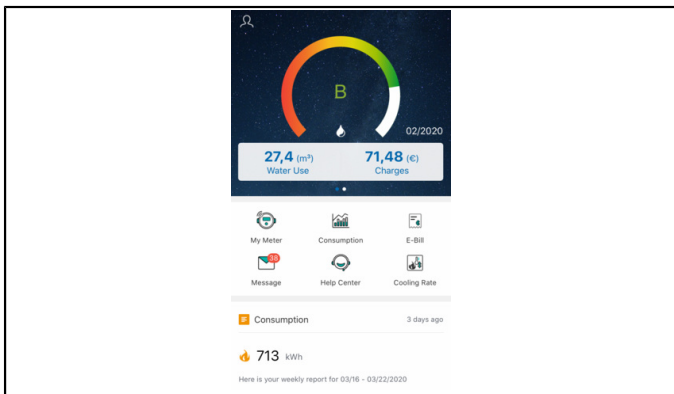 B
02/2020
27,4 (m³) 71,48 (€)
Water Use Charges
My Meter Consumption E-Bill
38
Message Help Center Cooling Rate
Consumption 3 days ago
713 kWh
Here is your weekly report for 03/16 - 03/22/2020